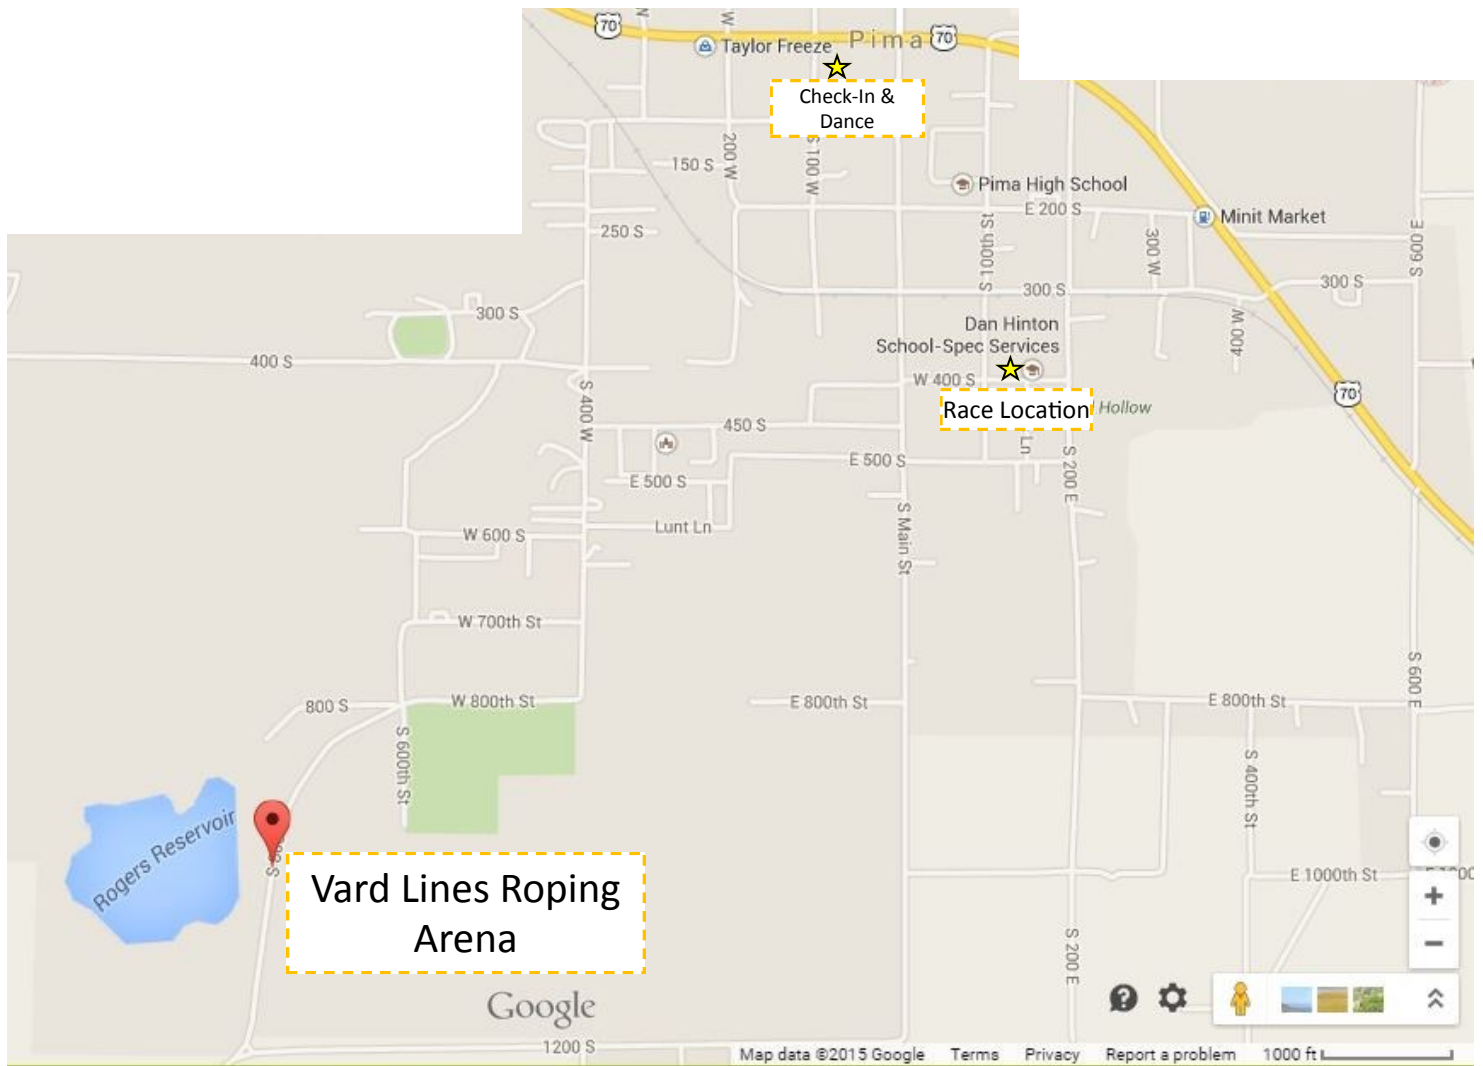 70
W
W
Taylor Freeze
Pima
70
Check-In &
Dance
200 W
S 100 W
150 S
Pima High School
E 200 S
Minit Market
S 100th St
300 W
S 600 E
250 S
300 S
300 S
300 S
400 W
Dan Hinton
School-Spec Services
400 S
W 400 S
S 400 W
70
Race Location
Hollow
450 S
Ln
E 500 S
S 200 E
E 500 S
Lunt Ln
S Main St
W 600 S
W 700th St
S 600 E
W 800th St
800 S
E 800th St
E 800th St
S 600th St
S 400th St
Rogers Reservoir
E 1000th St
Vard Lines Roping
Arena
S 200 E
Google
1200 S
Map data ©2015 Google
Terms
Privacy
Report a problem
1000 ft